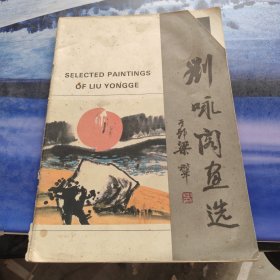 SELECTED PAINTINGS
OF LIU YONGGE
刘咏阁画选